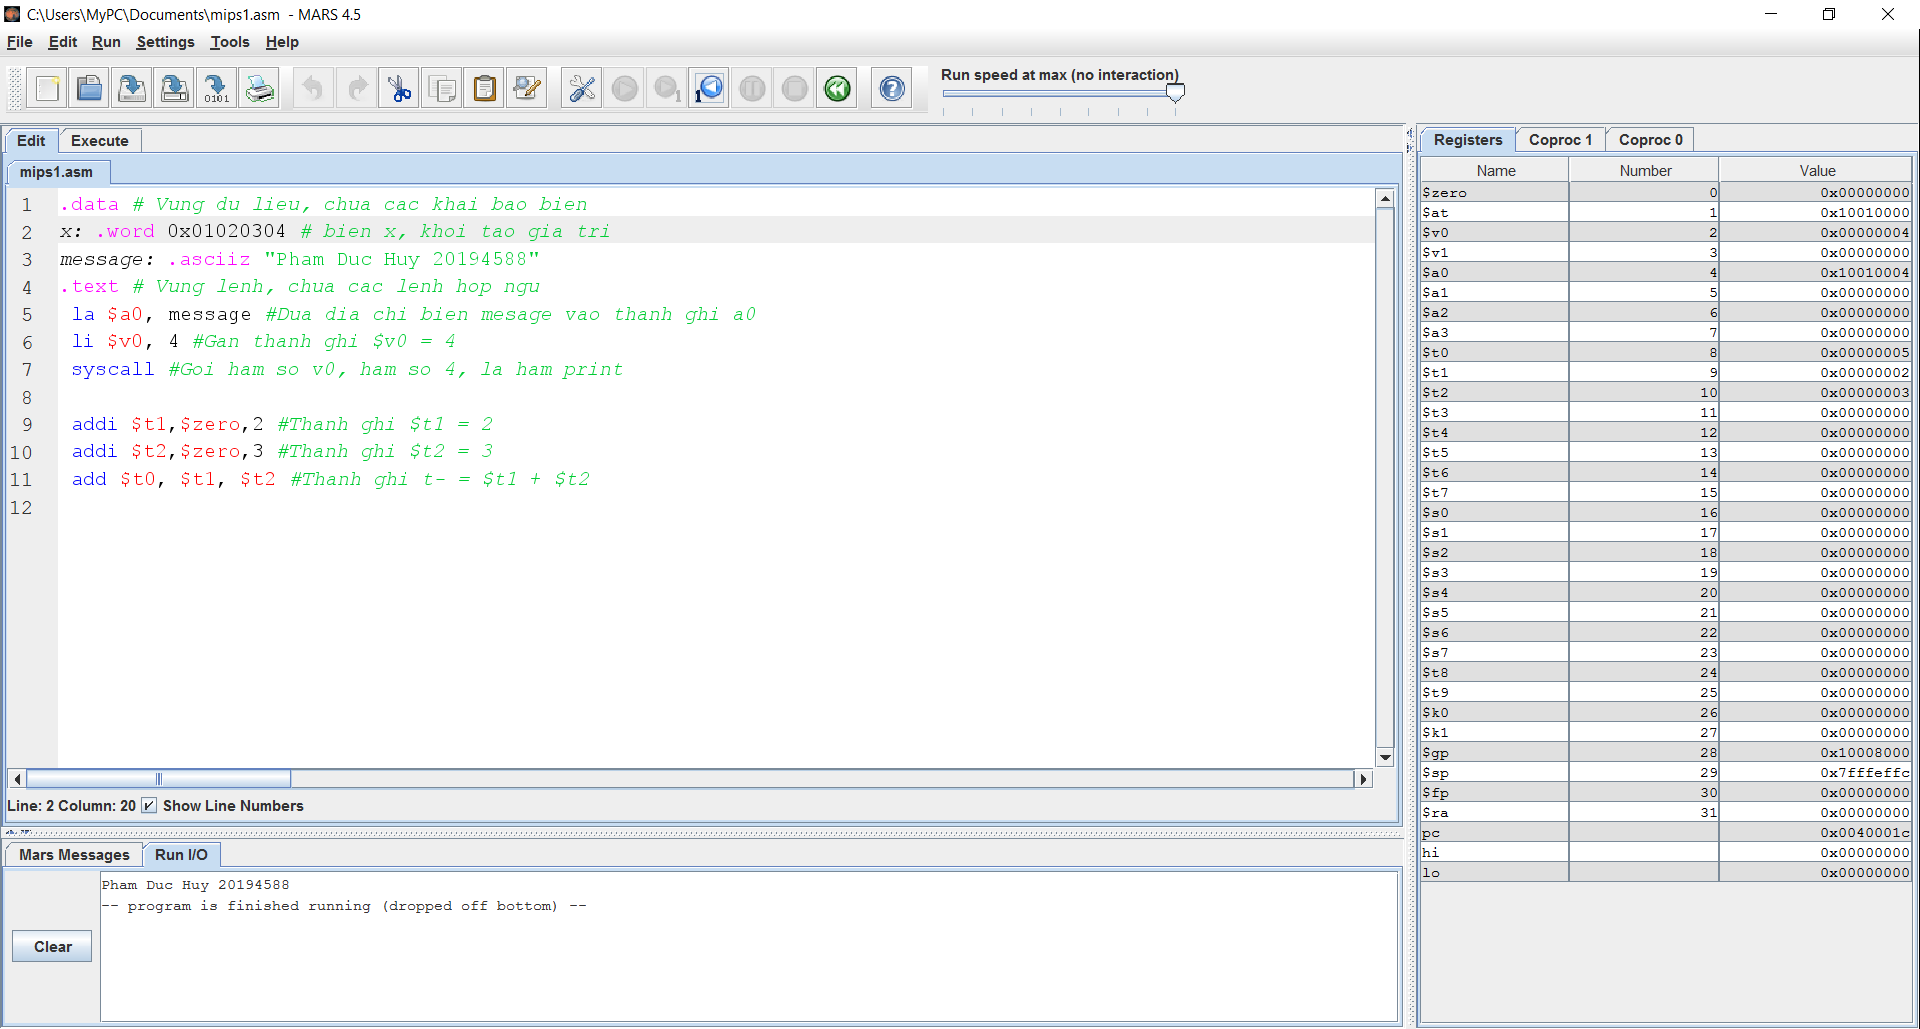 C:\Users\MyPC\Documents\mips1.asm - MARS 4.5
File Edit Run Settings Tools Help
Run speed at max (no interaction)
Edit Execute
mips1.asm
1 .data # Vung du lieu, chua cac khai bao bien
2 x: .word 0x01020304 # bien x, khoi tao gia tri
3 message: .asciiz "Pham Duc Huy 20194588"
4 .text # Vung lenh, chua cac lenh hop ngu
5 la $a0, message #Dua dia chi bien mesage vao thanh ghi a0
6 li $v0, 4 #Gan thanh ghi $v0 = 4
7 syscall #Goi ham so v0, ham so 4, la ham print
8
9 addi $t1,$zero,2 #Thanh ghi $t1 = 2
10 addi $t2,$zero,3 #Thanh ghi $t2 = 3
11 add $t0, $t1, $t2 #Thanh ghi t- = $t1 + $t2
12
Line: 2 Column: 20 Show Line Numbers
Mars Messages Run I/O
Pham Duc Huy 20194588
-- program is finished running (dropped off bottom) --
Clear
Registers Coproc 1 Coproc 0
Name Number Value
$zero 0 0x00000000
$at 1 0x10010000
$v0 2 0x00000004
$v1 3 0x00000000
$a0 4 0x10010004
$a1 5 0x00000000
$a2 6 0x00000000
$a3 7 0x00000000
$t0 8 0x00000005
$t1 9 0x00000002
$t2 10 0x00000003
$t3 11 0x00000000
$t4 12 0x00000000
$t5 13 0x00000000
$t6 14 0x00000000
$t7 15 0x00000000
$s0 16 0x00000000
$s1 17 0x00000000
$s2 18 0x00000000
$s3 19 0x00000000
$s4 20 0x00000000
$s5 21 0x00000000
$s6 22 0x00000000
$s7 23 0x00000000
$t8 24 0x00000000
$t9 25 0x00000000
$k0 26 0x00000000
$k1 27 0x00000000
$gp 28 0x10008000
$sp 29 0x7fffeffc
$fp 30 0x00000000
$ra 31 0x00000000
pc 0x0040001c
hi 0x00000000
lo 0x00000000